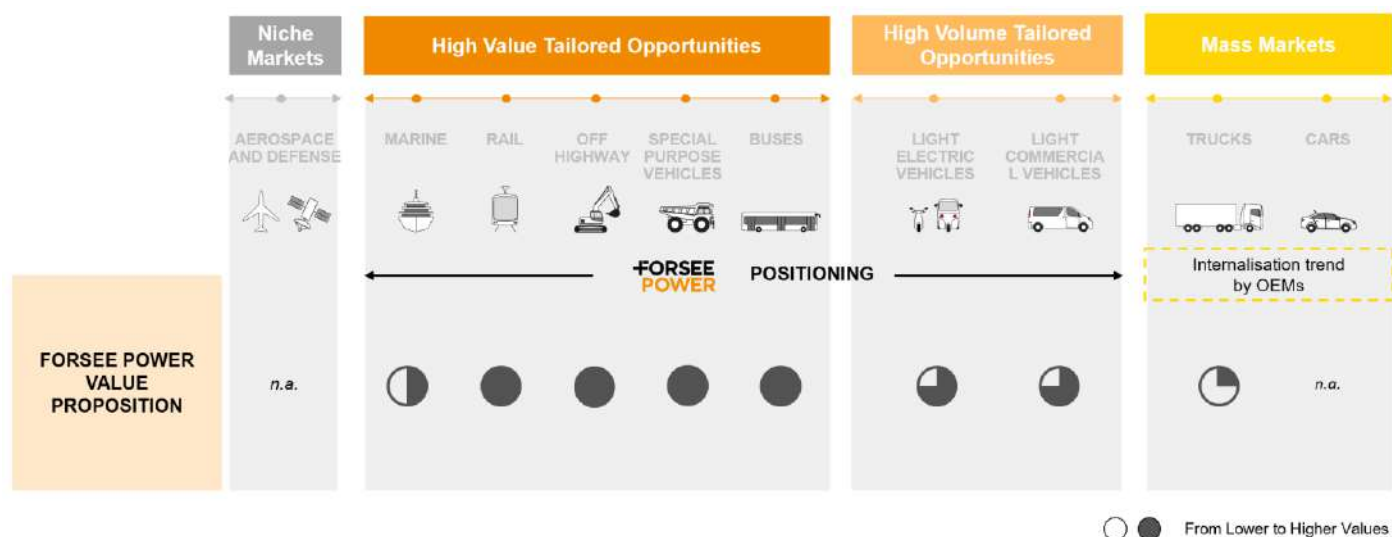 Niche
Markets
High Value Tailored Opportunities
High Volume Tailored
Opportunities
Mass Markets
AEROSPACE
AND DEFENSE
MARINE
RAIL
OFF
HIGHWAY
SPECIAL
PURPOSE
VEHICLES
BUSES
LIGHT
ELECTRIC
VEHICLES
LIGHT
COMMERCIA
L VEHICLES
TRUCKS
CARS
FORSEE
POWER
POSITIONING
Internalisation trend
by OEMs
FORSEE POWER
VALUE
PROPOSITION
n.a.
n.a.
From Lower to Higher Values